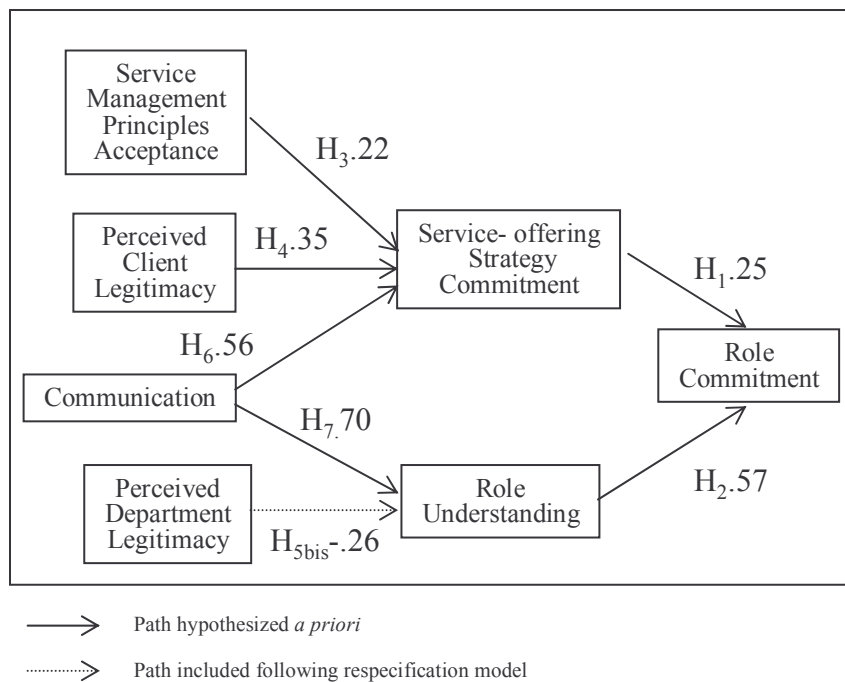 Service
Management
Principles
Acceptance
H3.22
Perceived
Client
Legitimacy
H4.35
Service- offering
Strategy
Commitment
H1.25
H6.56
Role
Commitment
Communication
H7.70
Perceived
Department
Legitimacy
Role
Understanding
H2.57
H5bis-.26
Path hypothesized a priori
Path included following respecification model